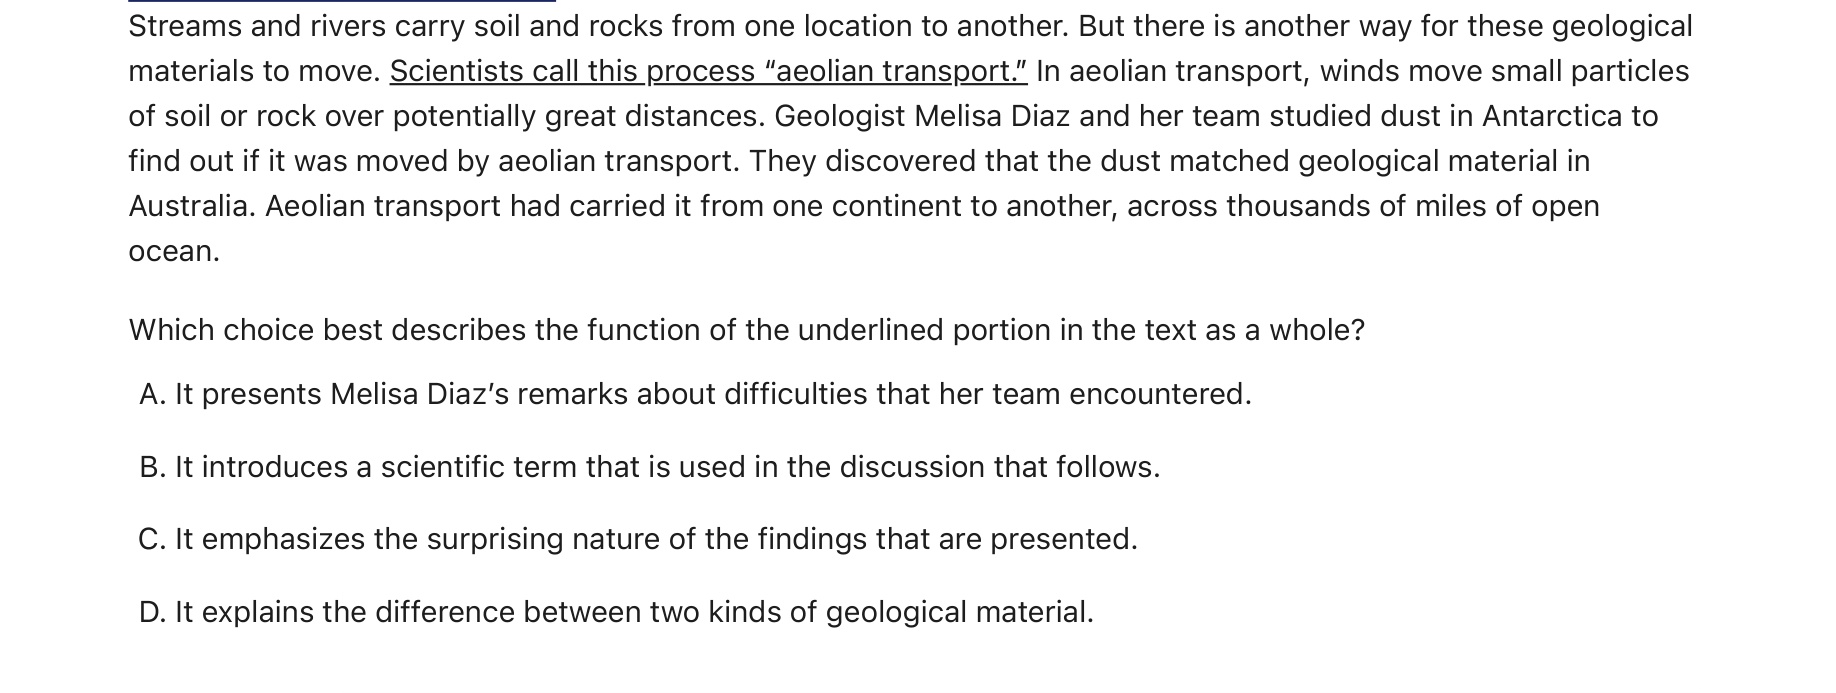 Streams and rivers carry soil and rocks from one location to another. But there is another way for these geological
materials to move. Scientists call this process “aeolian transport.” In aeolian transport, winds move small particles
of soil or rock over potentially great distances. Geologist Melisa Diaz and her team studied dust in Antarctica to
find out if it was moved by aeolian transport. They discovered that the dust matched geological material in
Australia. Aeolian transport had carried it from one continent to another, across thousands of miles of open
ocean.
Which choice best describes the function of the underlined portion in the text as a whole?
A. It presents Melisa Diaz’s remarks about difficulties that her team encountered.
B. It introduces a scientific term that is used in the discussion that follows.
C. It emphasizes the surprising nature of the findings that are presented.
D. It explains the difference between two kinds of geological material.